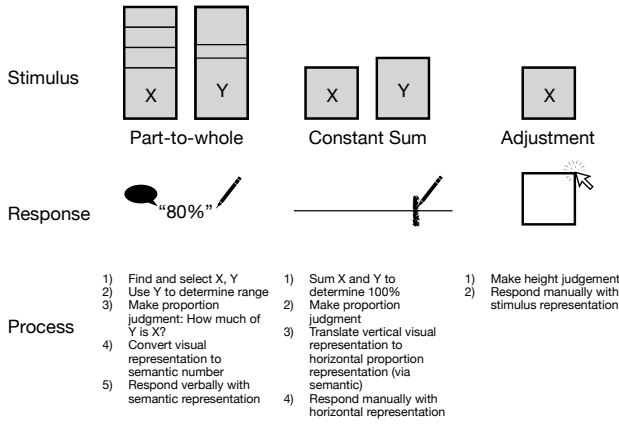 Stimulus
X
Y
X
Y
X
Part-to-whole
Constant Sum
Adjustment
Response
“80%”
Process
1) Find and select X, Y
2) Use Y to determine range
3) Make proportion
judgment: How much of
Y is X?
4) Convert visual
representation to
semantic number
5) Respond verbally with
semantic representation
1) Sum X and Y to
determine 100%
2) Make proportion
judgment
3) Translate vertical visual
representation to
horizontal proportion
representation (via
semantic)
4) Respond manually with
horizontal representation
1) Make height judgement
2) Respond manually with
stimulus representation